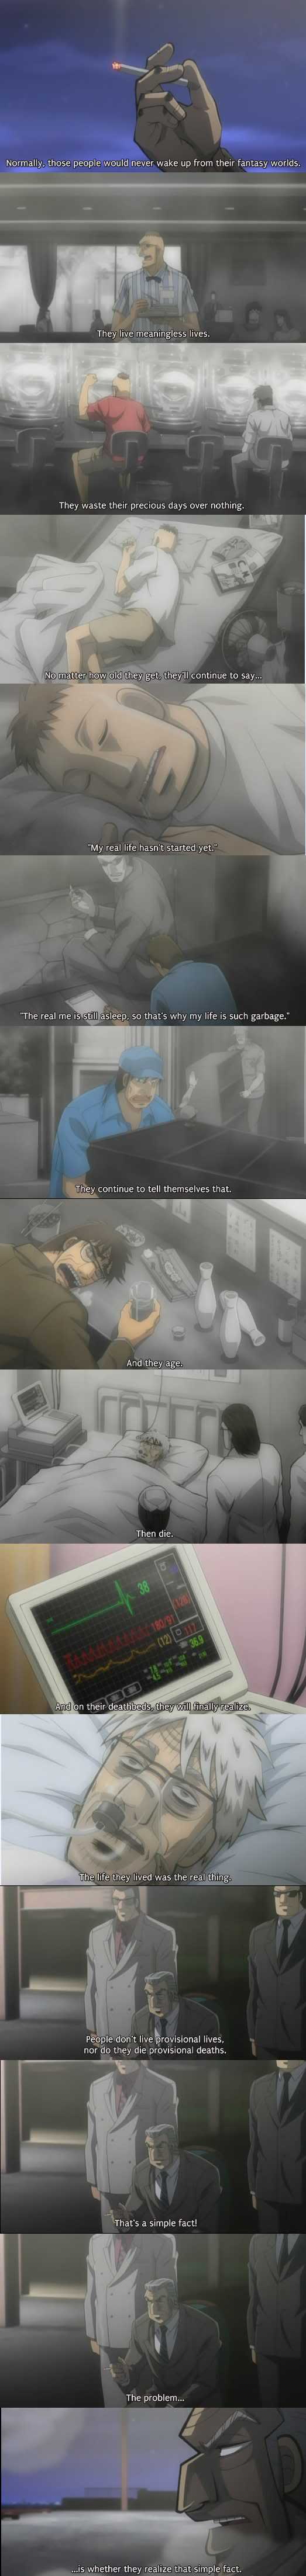 Normally, those people would never wake up from their fantasy worlds.
They live meaningless lives.
They waste their precious days over nothing.
No matter how old they get, they'll continue to say...
"My real life hasn't started yet."
"The real me is still asleep, so that's why my life is such garbage."
They continue to tell themselves that.
And they age.
Then die.
38
And on their deathbeds, they will finally realize.
The life they lived was the real thing.
People don't live provisional lives,
nor do they die provisional deaths.
That's a simple fact!
The problem...
...is whether they realize that simple fact.